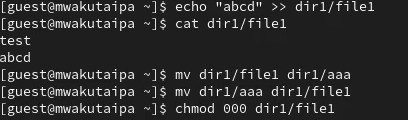 [guest@mwakutaipa ~]$ echo "abcd" >> dir1/file1
[guest@mwakutaipa ~]$ cat dir1/file1
test
abcd
[guest@mwakutaipa ~]$ mv dir1/file1 dir1/aaa
[guest@mwakutaipa ~]$ mv dir1/aaa dir1/file1
[guest@mwakutaipa ~]$ chmod 000 dir1/file1